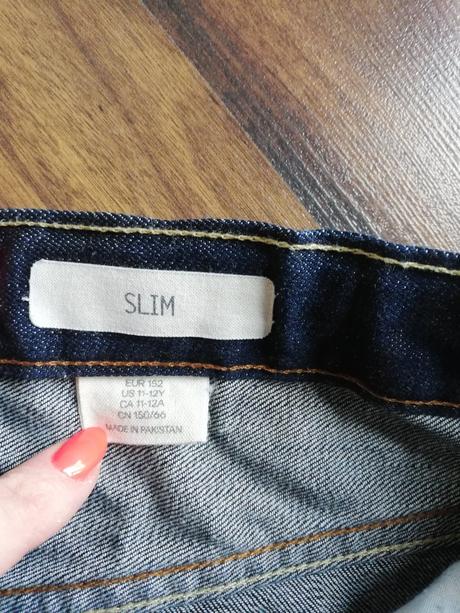 SLIM
EUR 152
US 11-12Y
CA 11-12A
CN 150/66
MADE IN PAKISTAN